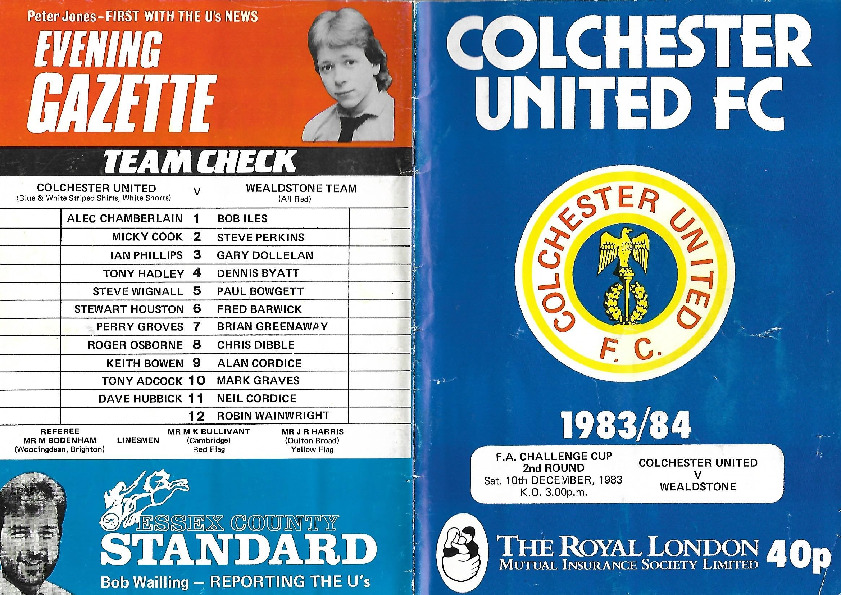 Peter Jones - FIRST WITH THE U's NEWS
EVENING
GAZETTE
TEAM CHECK
COLCHESTER UNITED V WEALDSTONE TEAM
(Blue & White Striped Shirts, White Shorts) (All Red)
ALEC CHAMBERLAIN 1 BOB ILES
MICKY COOK 2 STEVE PERKINS
IAN PHILLIPS 3 GARY DOLLELAN
TONY HADLEY 4 DENNIS BYATT
STEVE WIGNALL 5 PAUL BOWGETT
STEWART HOUSTON 6 FRED BARWICK
PERRY GROVES 7 BRIAN GREENAWAY
ROGER OSBORNE 8 CHRIS DIBBLE
KEITH BOWEN 9 ALAN CORDICE
TONY ADCOCK 10 MARK GRAVES
DAVE HUBBICK 11 NEIL CORDICE
12 ROBIN WAINWRIGHT
REFEREE
MR M BODENHAM
(Woodingdean, Brighton)
LINESMEN
MR M K BULLIVANT
(Cambridge)
Red Flag
MR J R HARRIS
(Oulton Broad)
Yellow Flag
ESSEX COUNTY
STANDARD
Bob Wailling – REPORTING THE U's
COLCHESTER
UNITED FC
COLCHESTER UNITED
F. C.
1983/84
F.A. CHALLENGE CUP
2nd ROUND
Sat. 10th DECEMBER, 1983
K.O. 3.00p.m.
COLCHESTER UNITED
V
WEALDSTONE
THE ROYAL LONDON
MUTUAL INSURANCE SOCIETY LIMITED
40p